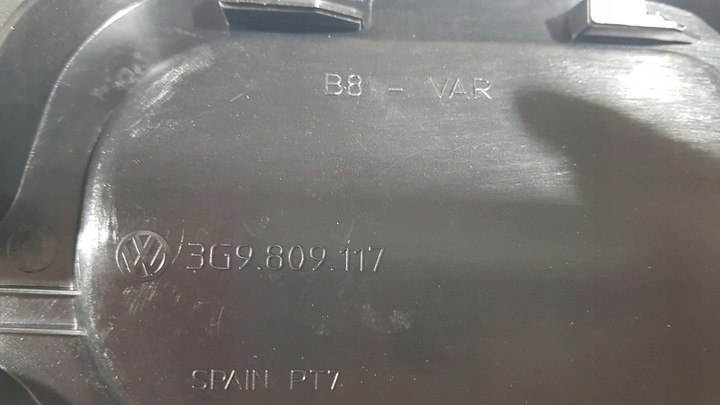 B8 - VAR
3G9.809.117
SPAIN PT7